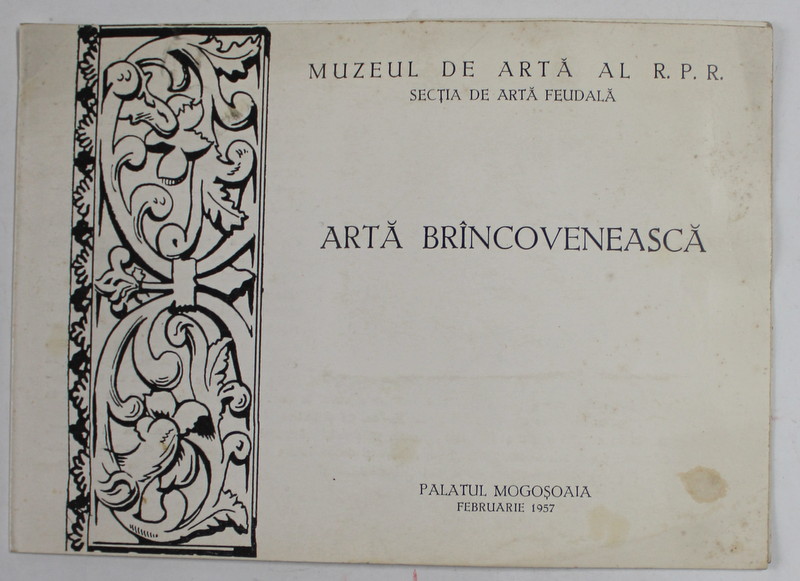 MUZEUL DE ARTĂ AL R. P. R.
SECȚIA DE ARTĂ FEUDALĂ
ARTĂ BRÎNCOVENEASCĂ
PALATUL MOGOȘOAIA
FEBRUARIE 1957